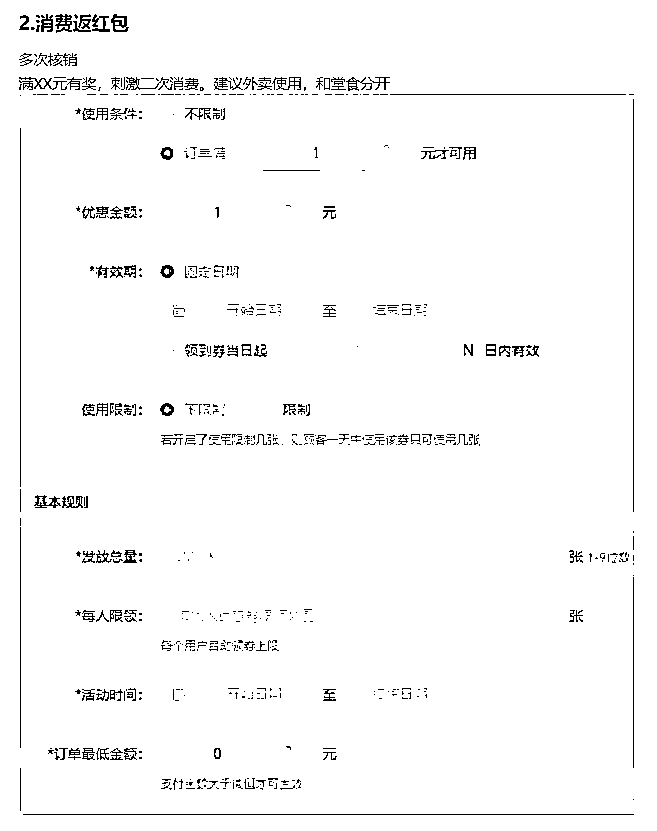 2.消费返红包
多次核销
满XX元有奖，刺激二次消费。建议外卖使用，和堂食分开
*使用条件： 不限制
订单满 1 元才可用
*优惠金额： 1 元
*有效期： 固定日期
开始日期 至 结束日期
领到券当日起 N 日内有效
使用限制： 不限制 限制
若开启了使用限制几张，则顾客一天中使用该券只可使用几张
基本规则
*发放总量： 张 1-9位数
*每人限领： 张
每个用户自动领券上限
*活动时间： 开始日期 至 结束日期
*订单最低金额： 0 元
支付金额大于该值才可生效